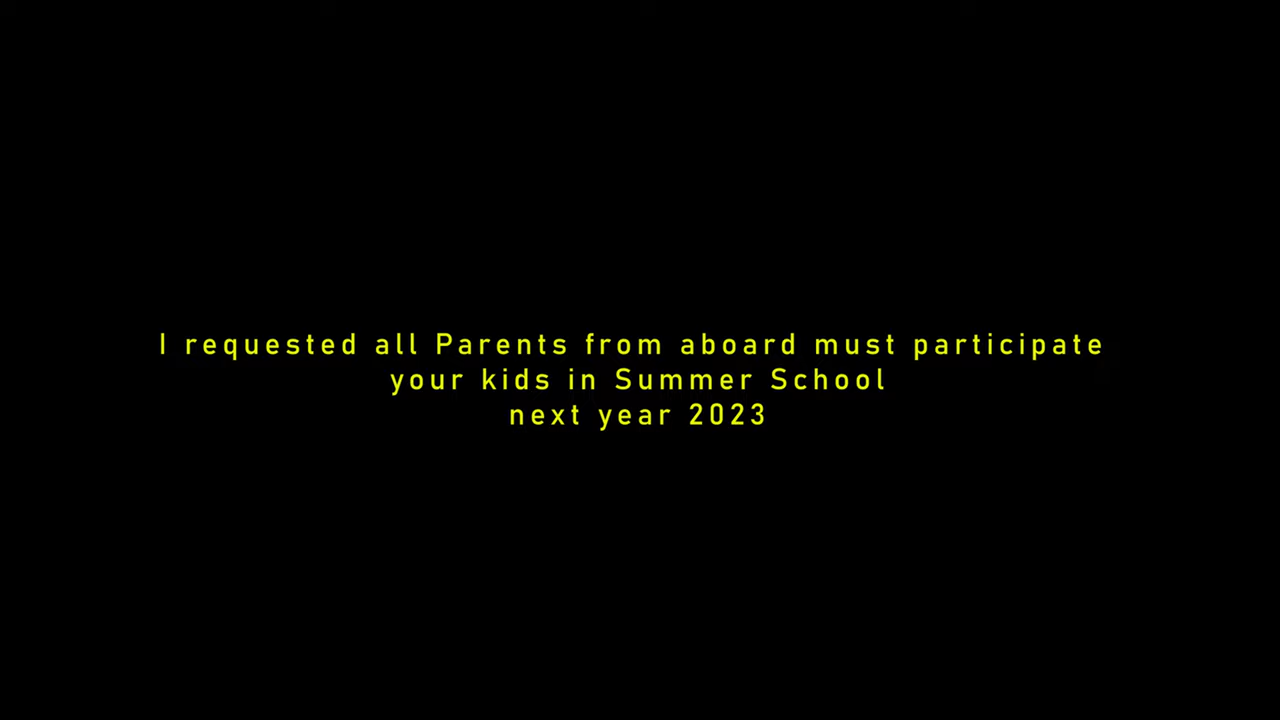 I requested all Parents from aboard must participate
your kids in Summer School
next year 2023